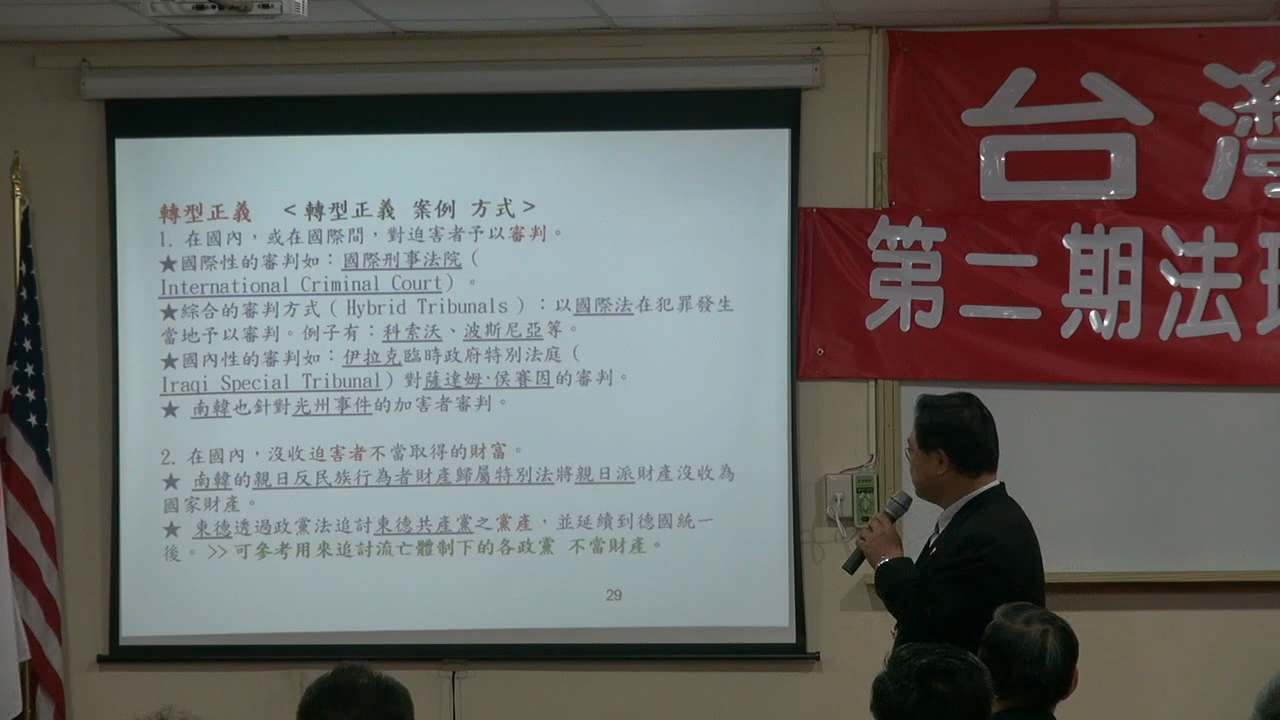 轉型正義 <轉型正義 案例 方式>
1. 在國內，或在國際間，對迫害者予以審判。
★國際性的審判如：國際刑事法院（
International Criminal Court）。
★綜合的審判方式（Hybrid Tribunals）：以國際法在犯罪發生
當地予以審判。例子有：科索沃、波斯尼亞等。
★國內性的審判如：伊拉克臨時政府特別法庭（
Iraqi Special Tribunal）對薩達姆·侯賽因的審判。
★ 南韓也針對光州事件的加害者審判。
2. 在國內，沒收迫害者不當取得的財富。
★ 南韓的親日反民族行為者財產歸屬特別法將親日派財產沒收為
國家財產。
★ 東德透過政黨法追討東德共產黨之黨產，並延續到德國統一
後。>>可參考用來追討流亡體制下的各政黨 不當財產。
29
台灣
第二期法理